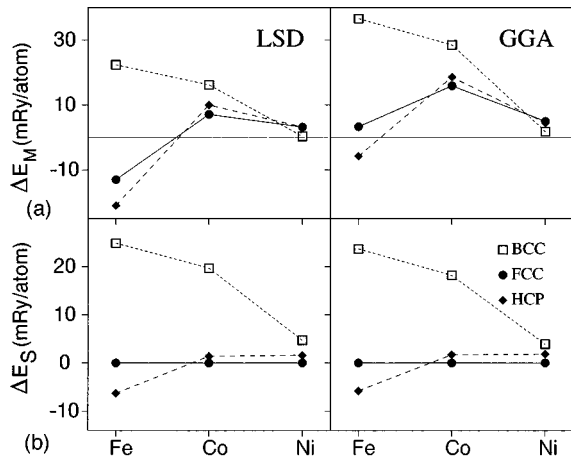 LSD
GGA
30
10
-10
ΔE_M(mRy/atom)
(a)
BCC
FCC
HCP
20
10
0
-10
ΔE_S(mRy/atom)
(b)
Fe
Co
Ni
Fe
Co
Ni